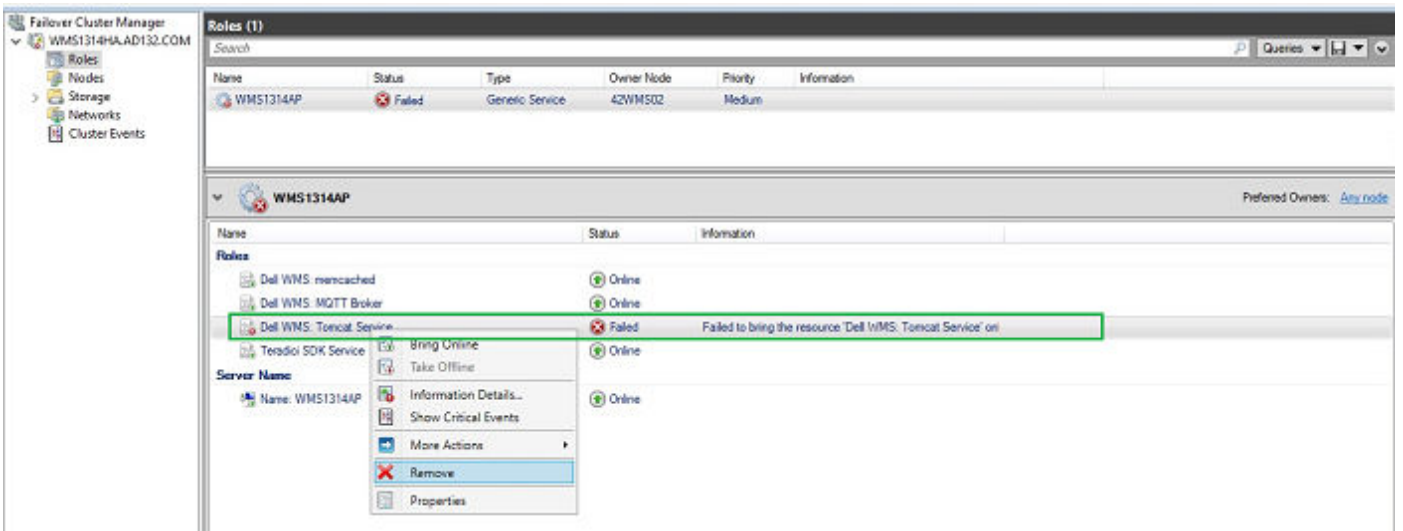 Failover Cluster Manager
WMS1314HA.AD132.COM
Roles
Nodes
Storage
Networks
Cluster Events
Roles (1)
Search
Queries
Name Status Type Owner Node Priority Information
WMS1314AP Failed Generic Service 42WMS02 Medium
WMS1314AP
Preferred Owners: Any node
Name Status Information
Roles
Dell WMS: memcached Online
Dell WMS: MQTT Broker Online
Dell WMS: Tomcat Service Failed Failed to bring the resource 'Dell WMS: Tomcat Service' onl
Teradici SDK Service Online
Server Name
Name: WMS1314AP Online
Bring Online
Take Offline
Information Details...
Show Critical Events
More Actions
Remove
Properties